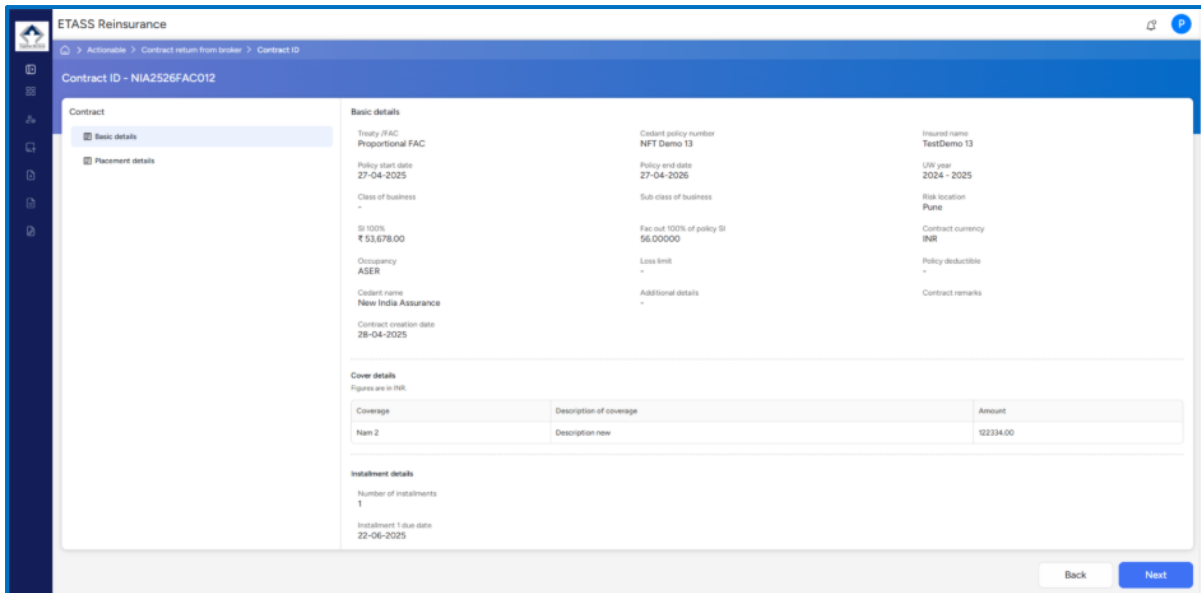 ETASS Reinsurance
P
Actionable > Contract return from broker > Contract ID
Contract ID - NIA2526FAC012
Contract
Basic details
Placement details
Basic details
Treaty /FAC
Proportional FAC
Cedant policy number
NFT Demo 13
Insured name
TestDemo 13
Policy start date
27-04-2025
Policy end date
27-04-2026
UW year
2024 - 2025
Class of business
-
Sub class of business
Risk location
Pune
SI 100%
₹ 53,678.00
Fac out 100% of policy SI
56.00000
Contract currency
INR
Occupancy
ASER
Loss limit
-
Policy deductible
-
Cedant name
New India Assurance
Additional details
-
Contract remarks
Contract creation date
28-04-2025
Cover details
Figures are in INR.
Coverage Description of coverage Amount
Nam 2 Description new 122334.00
Installment details
Number of installments
1
Installment 1 due date
22-06-2025
Back Next